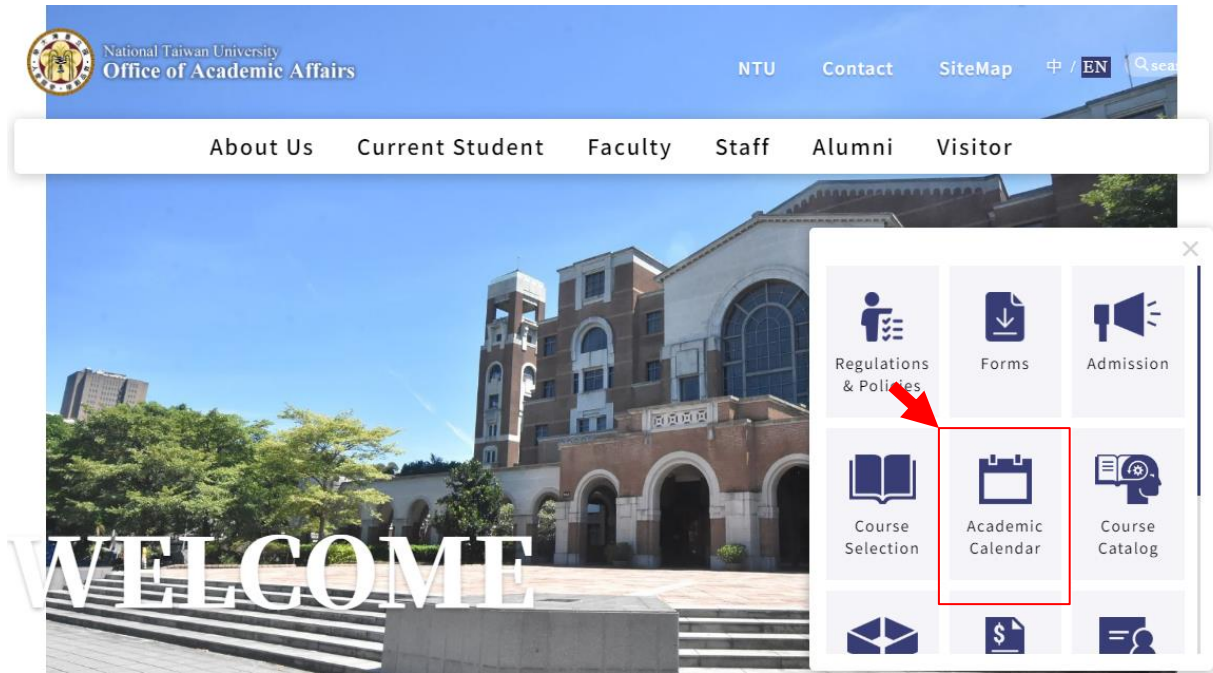 National Taiwan University
Office of Academic Affairs
NTU Contact SiteMap 中 / EN
About Us Current Student Faculty Staff Alumni Visitor
Regulations
& Policies
Forms
Admission
Course
Selection
Academic
Calendar
Course
Catalog
WELCOME